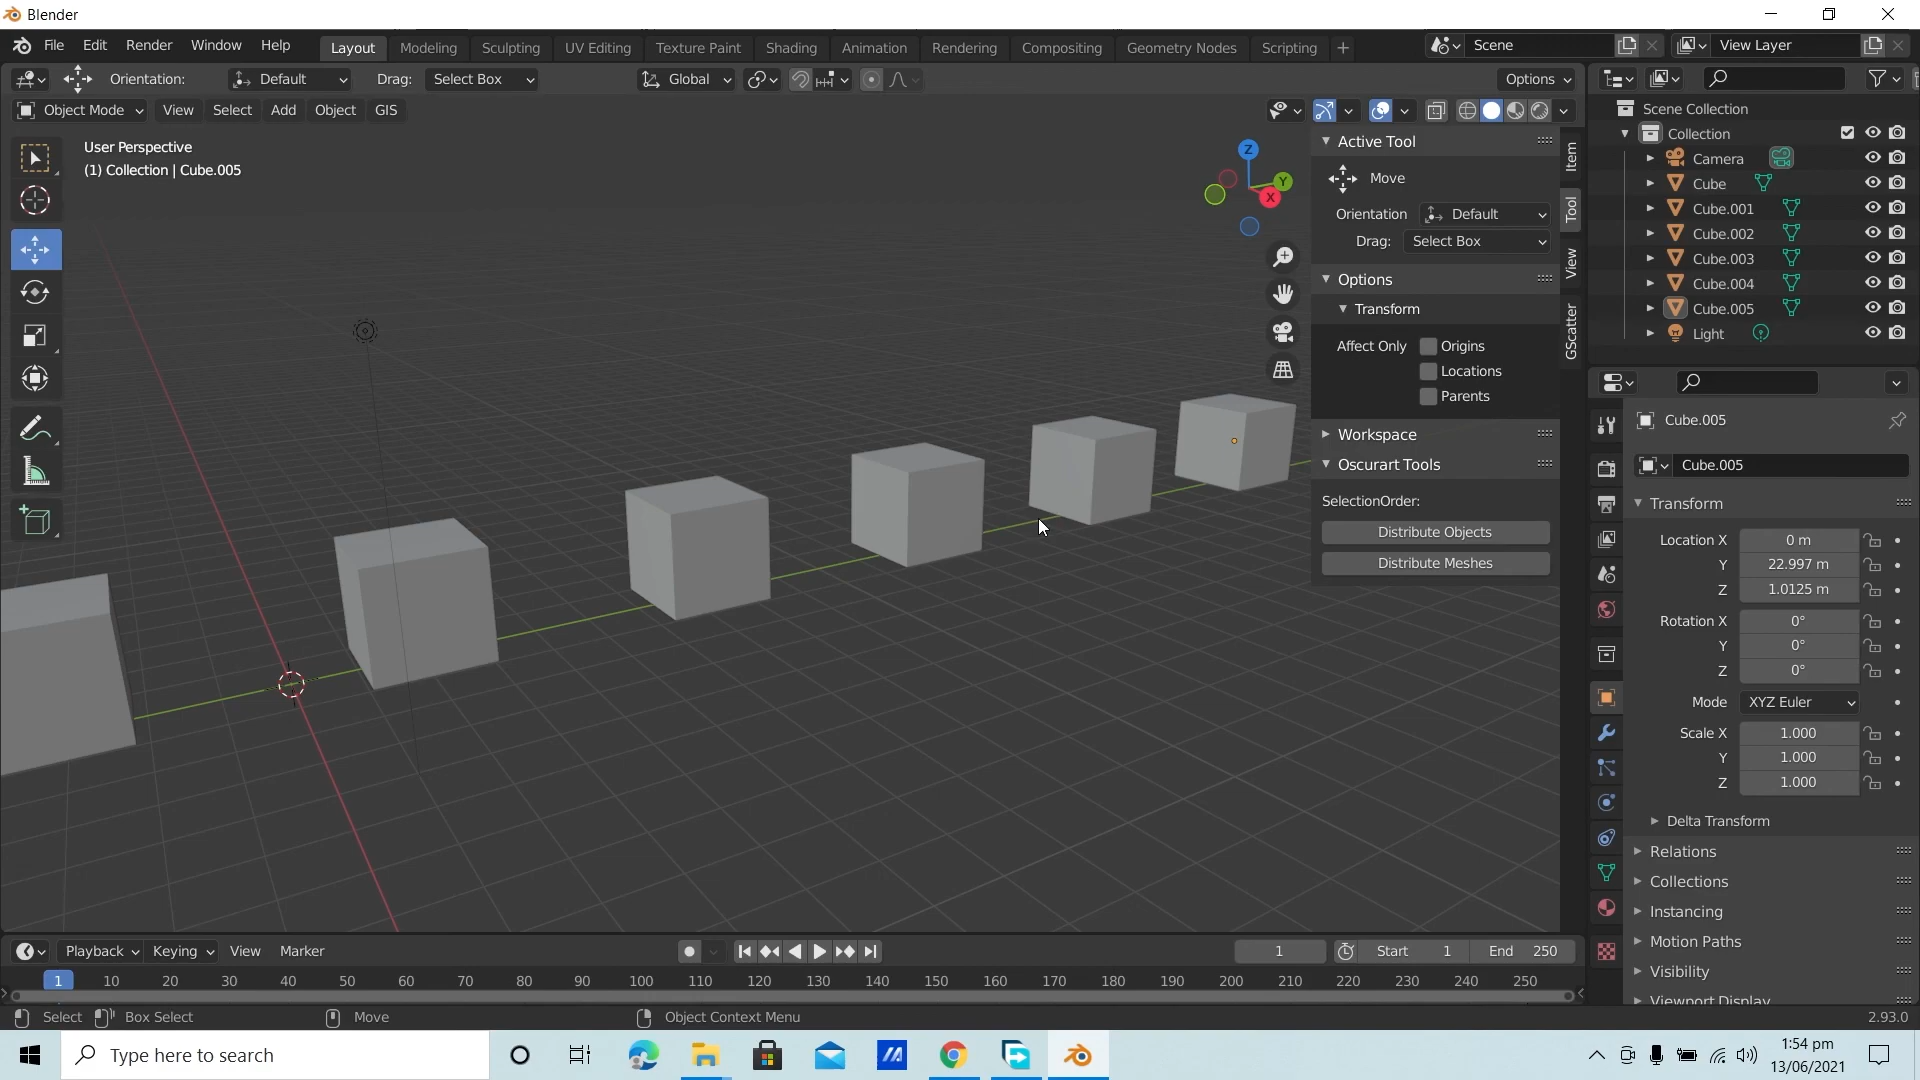 Blender
File Edit Render Window Help Layout Modeling Sculpting UV Editing Texture Paint Shading Animation Rendering Compositing Geometry Nodes Scripting + Scene View Layer
Orientation: Default Drag: Select Box Global Options
Object Mode View Select Add Object GIS
User Perspective
(1) Collection | Cube.005
Z
Y
X
Active Tool
Move
Orientation Default
Drag: Select Box
Options
Transform
Affect Only Origins
Locations
Parents
Workspace
Oscurart Tools
SelectionOrder:
Distribute Objects
Distribute Meshes
Item
Tool
View
GScatter
Scene Collection
Collection
Camera
Cube
Cube.001
Cube.002
Cube.003
Cube.004
Cube.005
Light
Cube.005
Cube.005
Transform
Location X 0 m
Y 22.997 m
Z 1.0125 m
Rotation X 0°
Y 0°
Z 0°
Mode XYZ Euler
Scale X 1.000
Y 1.000
Z 1.000
Delta Transform
Relations
Collections
Instancing
Motion Paths
Visibility
Viewport Display
Playback Keying View Marker 1 Start 1 End 250
1 10 20 30 40 50 60 70 80 90 100 110 120 130 140 150 160 170 180 190 200 210 220 230 240 250
Select Box Select Move Object Context Menu 2.93.0
Type here to search
1:54 pm
13/06/2021